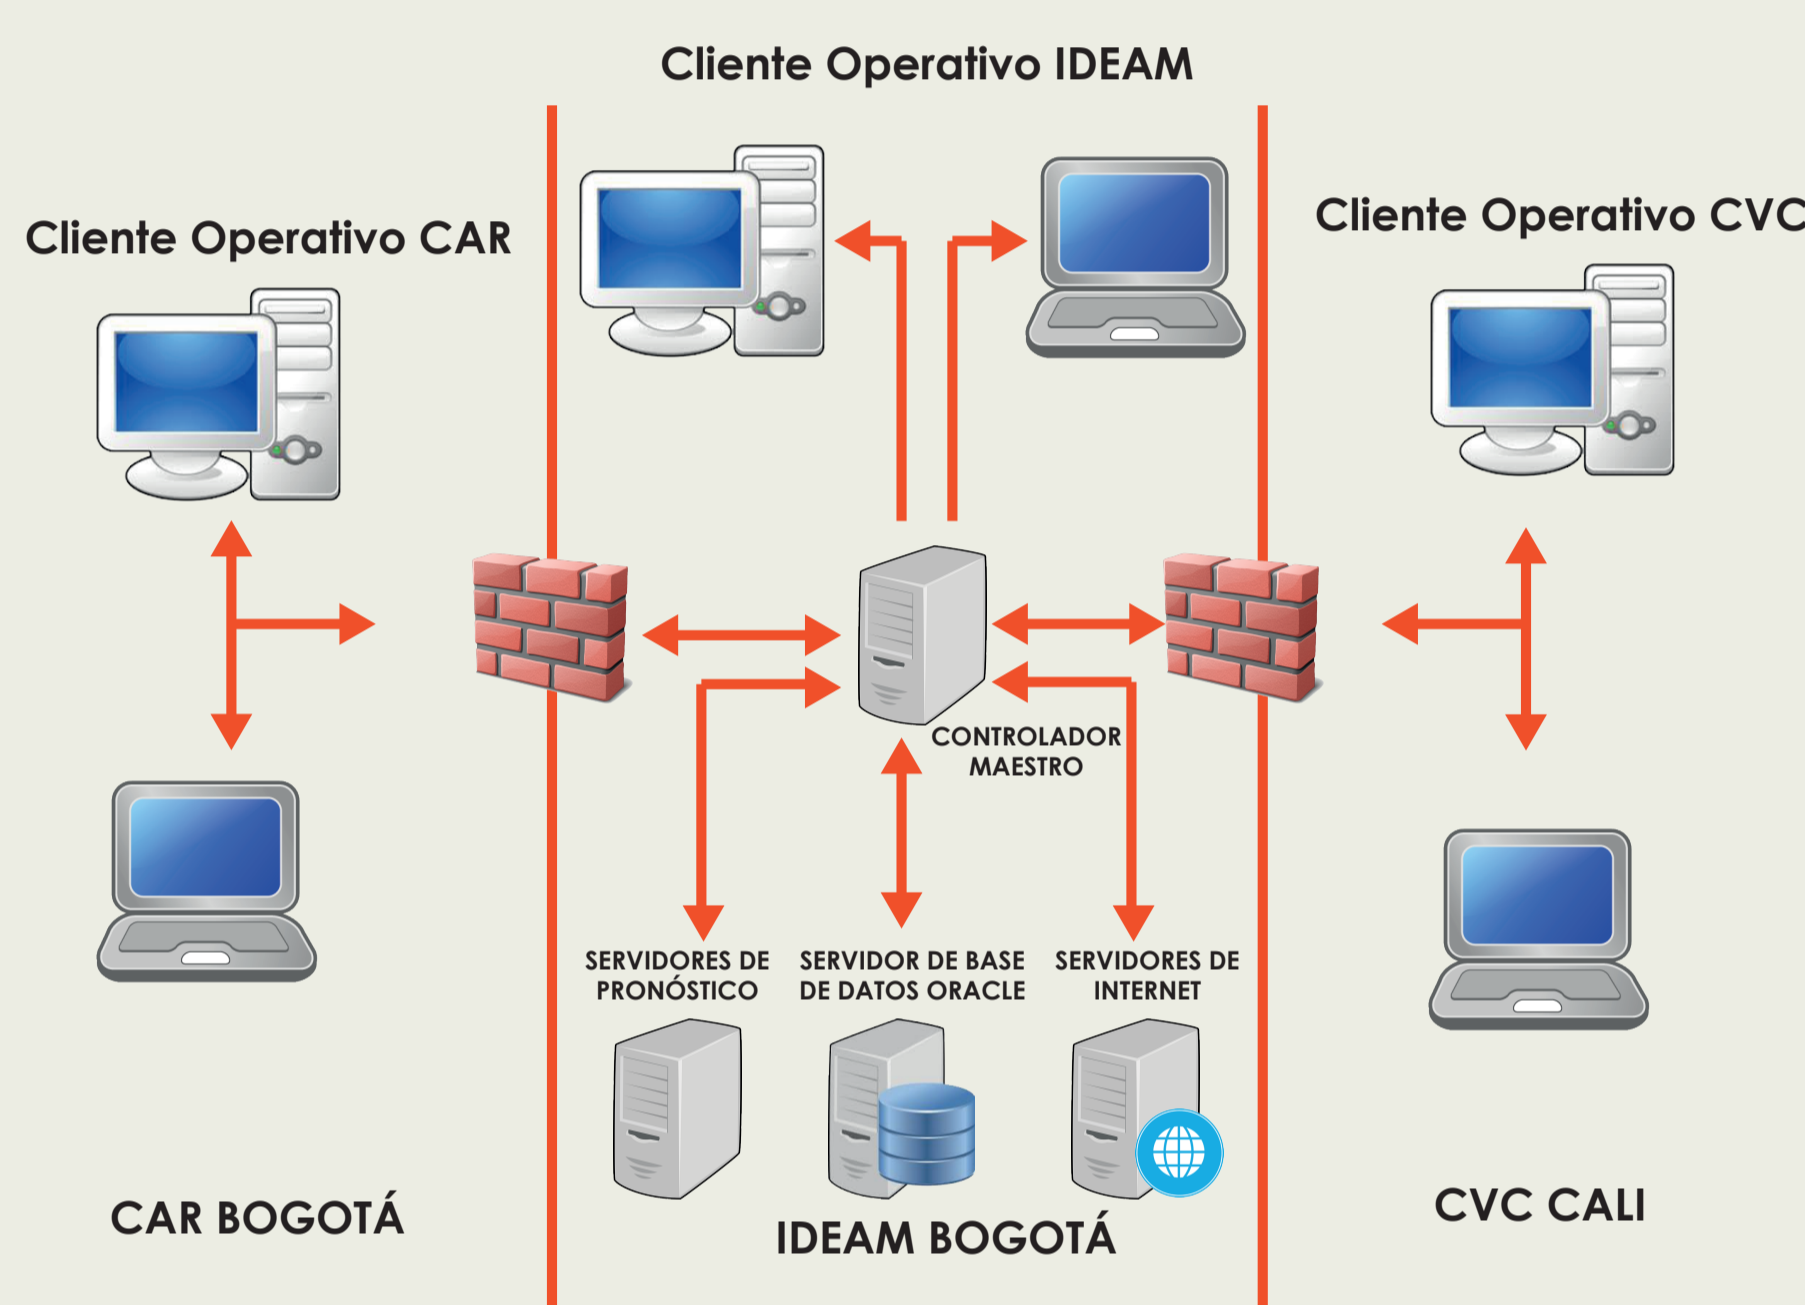 Cliente Operativo IDEAM
Cliente Operativo CAR
Cliente Operativo CVC
CONTROLADOR
MAESTRO
SERVIDORES DE
PRONÓSTICO
SERVIDOR DE BASE
DE DATOS ORACLE
SERVIDORES DE
INTERNET
CAR BOGOTÁ
IDEAM BOGOTÁ
CVC CALI